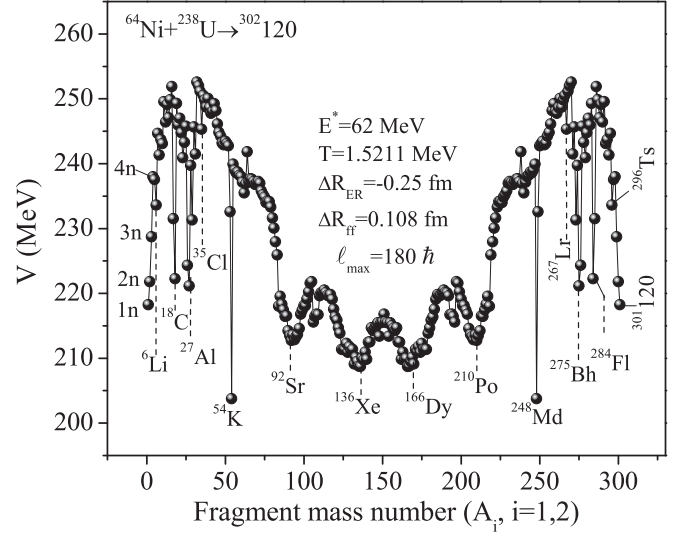 64Ni+238U→302120
E*=62 MeV
T=1.5211 MeV
ΔR_ER=-0.25 fm
ΔR_ff=0.108 fm
ℓ_max=180 ℏ
V (MeV)
260
250
240
230
220
210
200
4n
3n
2n
1n
6Li
18C
27Al
35Cl
54K
92Sr
136Xe
166Dy
210Po
248Md
267Lr
275Bh
284Fl
296Ts
301120
0
50
100
150
200
250
300
Fragment mass number (A_i, i=1,2)